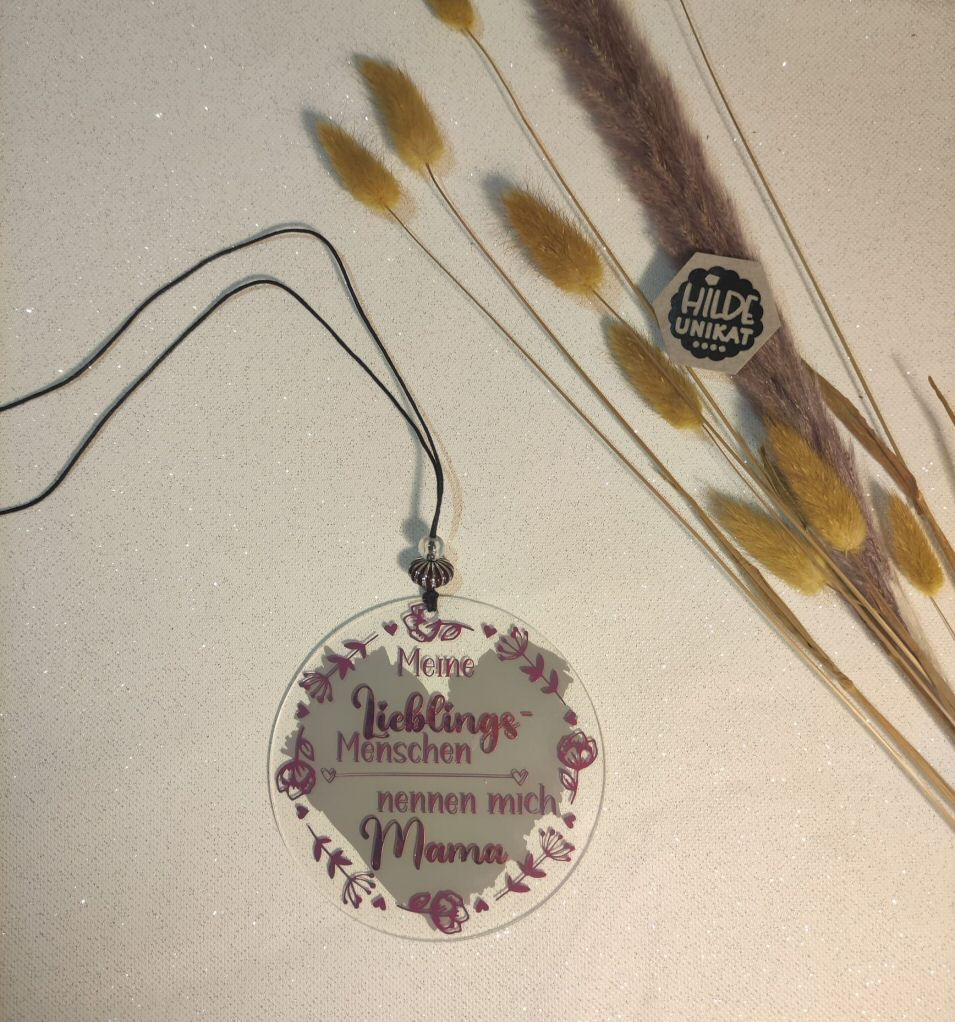 HILDE
UNIKAT
Meine
Lieblings-
Menschen
nennen mich
Mama